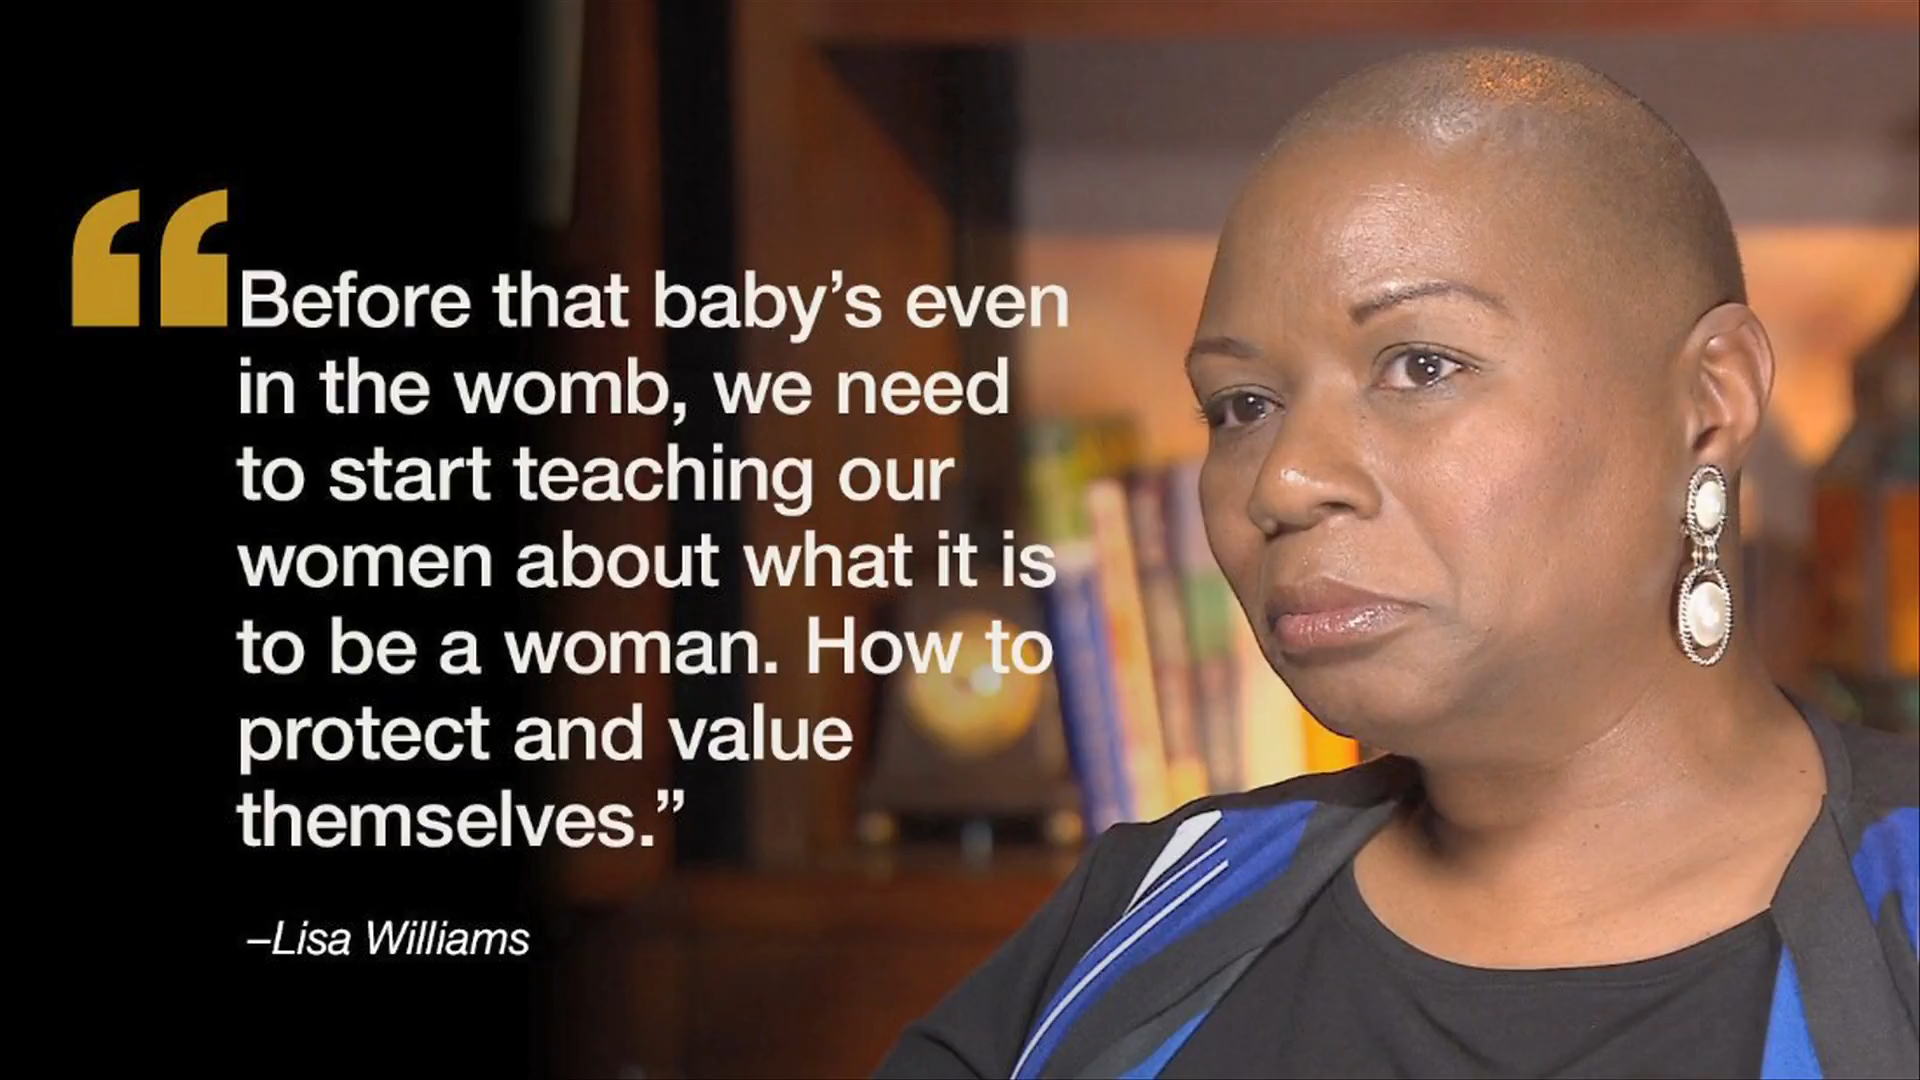 “Before that baby’s even
in the womb, we need
to start teaching our
women about what it is
to be a woman. How to
protect and value
themselves.”
–Lisa Williams